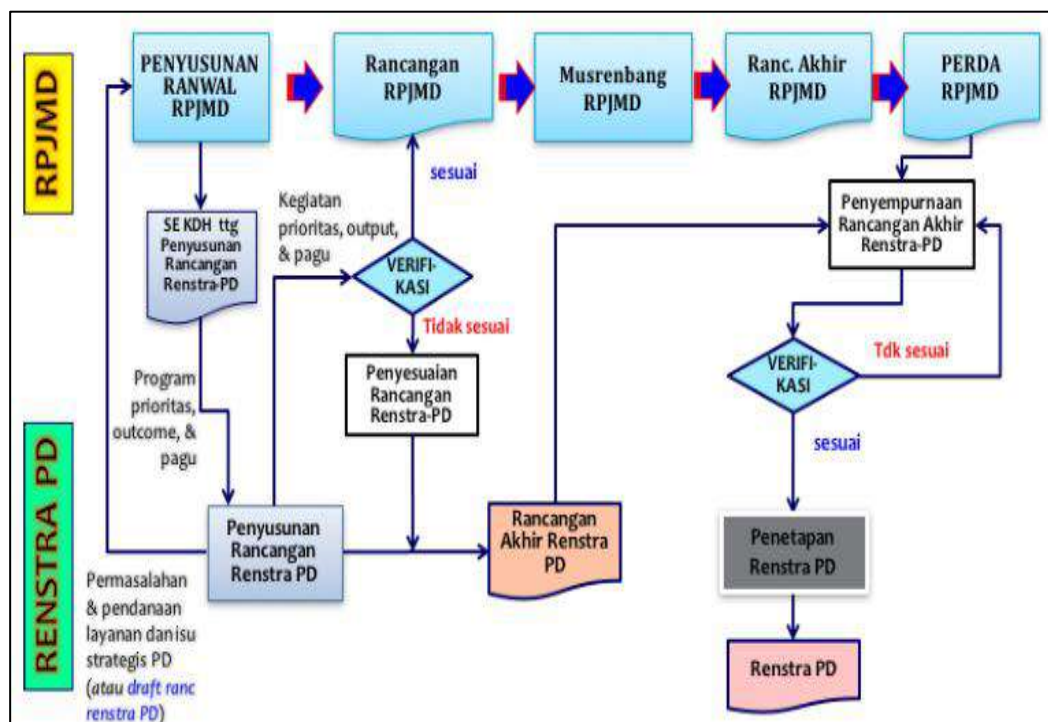 RPJMD
PENYUSUNAN
RANWAL
RPJMD
Rancangan
RPJMD
Musrenbang
RPJMD
Ranc. Akhir
RPJMD
PERDA
RPJMD
sesuai
SE KDH ttg
Penyusunan
Rancangan
Renstra-PD
Kegiatan
prioritas, output,
& pagu
VERIFI-
KASI
Tidak sesuai
Penyesuaian
Rancangan
Renstra-PD
Penyempurnaan
Rancangan Akhir
Renstra-PD
VERIFI-
KASI
Tdk sesuai
sesuai
Program
prioritas,
outcome, &
pagu
RENSTRA PD
Penyusunan
Rancangan
Renstra PD
Rancangan
Akhir Renstra
PD
Penetapan
Renstra PD
Renstra PD
Permasalahan
& pendanaan
layanan dan isu
strategis PD
(atau draft ranc
renstra PD)